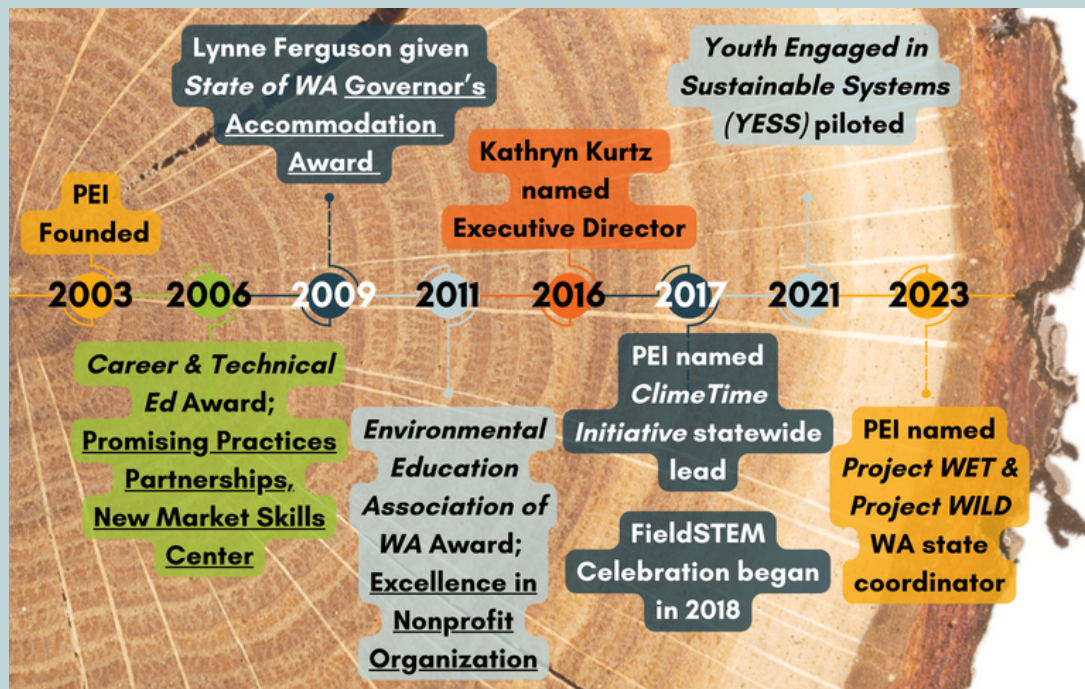 Lynne Ferguson given
State of WA Governor's
Accommodation
Award
Youth Engaged in
Sustainable Systems
(YESS) piloted
Kathryn Kurtz
named
Executive Director
PEI
Founded
2003
2006
2009
2011
2016
2017
2021
2023
Career & Technical
Ed Award;
Promising Practices
Partnerships,
New Market Skills
Center
Environmental
Education
Association of
WA Award;
Excellence in
Nonprofit
Organization
PEI named
ClimeTime
Initiative statewide
lead
FieldSTEM
Celebration began
in 2018
PEI named
Project WET &
Project WILD
WA state
coordinator